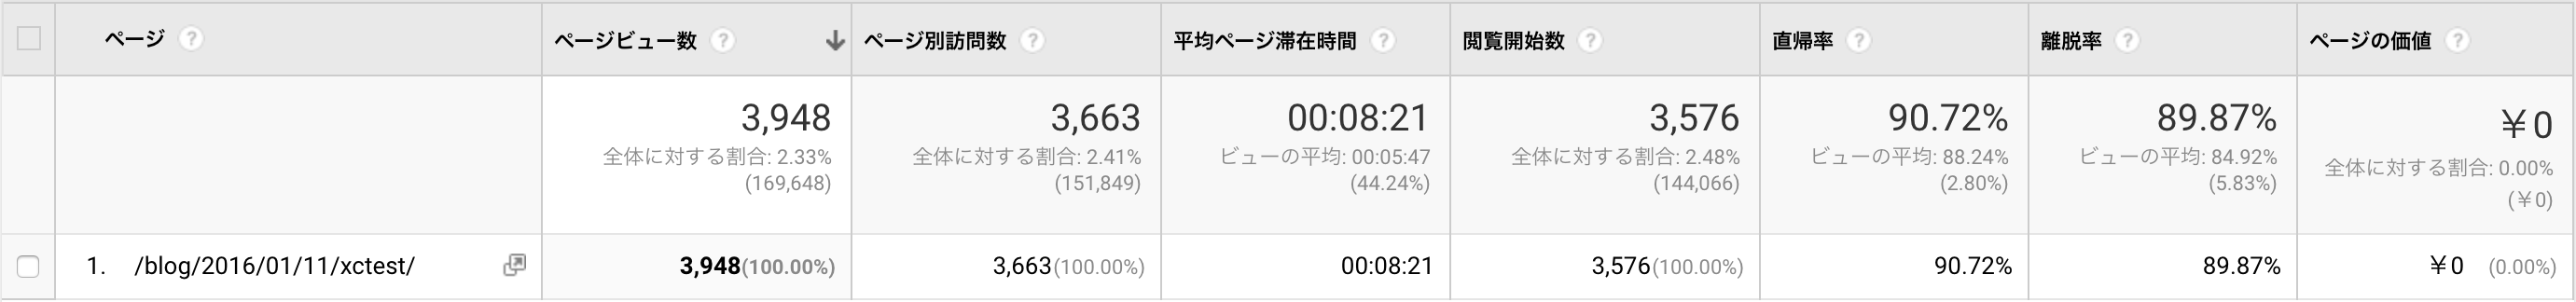 ページ ? ページビュー数 ? ページ別訪問数 ? 平均ページ滞在時間 ? 閲覧開始数 ? 直帰率 ? 離脱率 ? ページの価値 ?
3,948 3,663 00:08:21 3,576 90.72% 89.87% ￥0
全体に対する割合: 2.33% 全体に対する割合: 2.41% ビューの平均: 00:05:47 全体に対する割合: 2.48% ビューの平均: 88.24% ビューの平均: 84.92% 全体に対する割合: 0.00%
(169,648) (151,849) (44.24%) (144,066) (2.80%) (5.83%) (￥0)
1. /blog/2016/01/11/xctest/ 3,948(100.00%) 3,663(100.00%) 00:08:21 3,576(100.00%) 90.72% 89.87% ￥0 (0.00%)